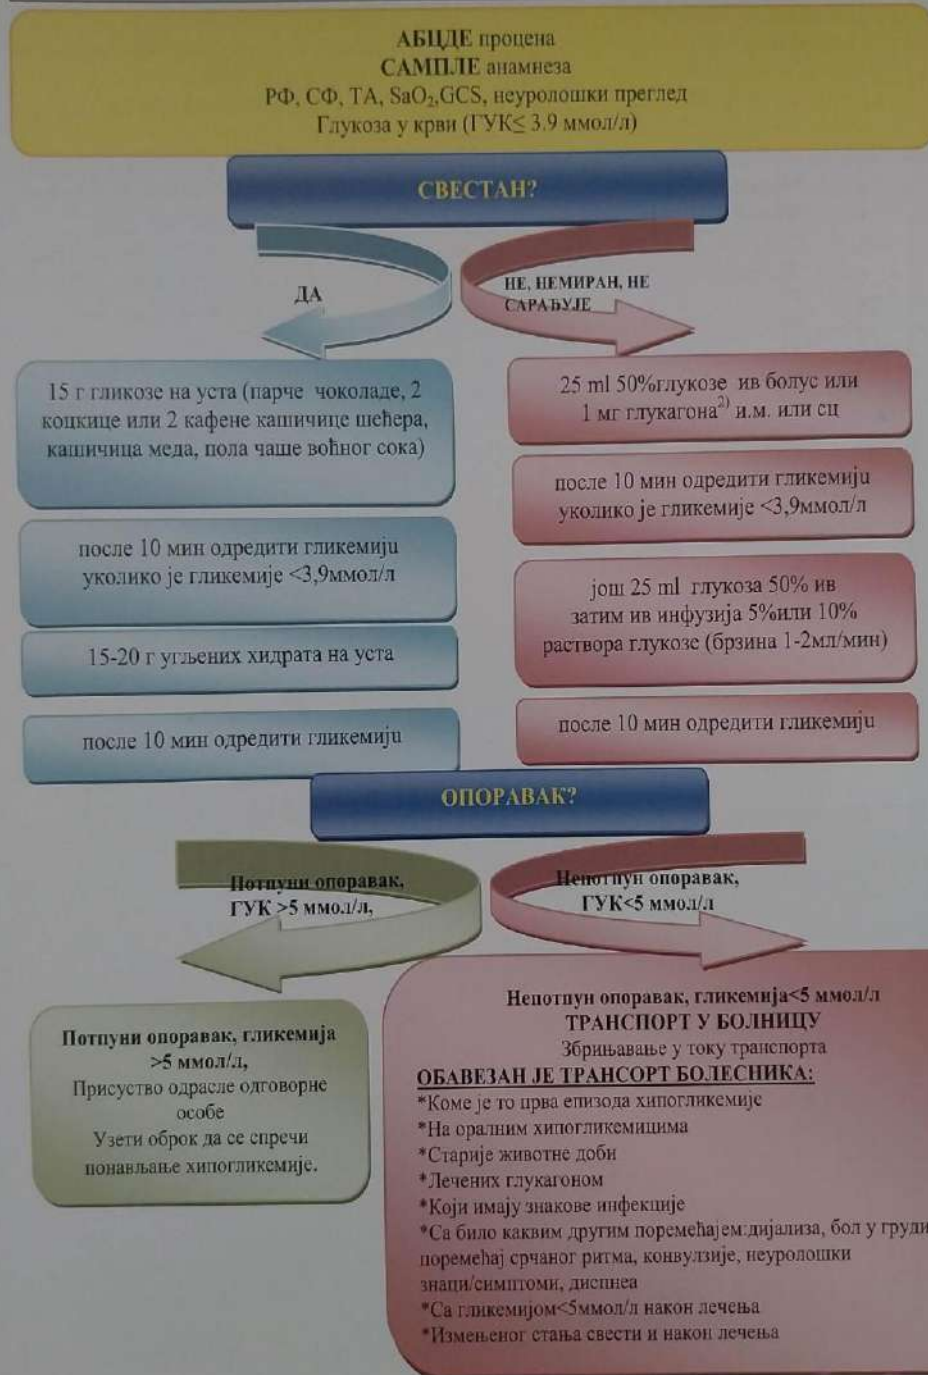 АБЦДЕ процена
САМПЛЕ анамнеза
РФ, СФ, ТА, SaO₂,GCS, неуролошки преглед
Глукоза у крви (ГУК≤ 3.9 ммол/л)
СВЕСТАН?
ДА
НЕ, НЕМИРАН, НЕ
САРАЂУЈЕ
15 г гликозе на уста (парче чоколаде, 2
коцкице или 2 кафене кашичице шећера,
кашичица меда, пола чаше воћног сока)
после 10 мин одредити гликемију
уколико је гликемије <3,9ммол/л
15-20 г угљених хидрата на уста
после 10 мин одредити гликемију
25 ml 50%глукозе ив болус или
1 мг глукагона²⁾ и.м. или сц
после 10 мин одредити гликемију
уколико је гликемије <3,9ммол/л
још 25 ml глукоза 50% ив
затим ив инфузија 5%или 10%
раствора глукозе (брзина 1-2мл/мин)
после 10 мин одредити гликемију
ОПОРАВАК?
Потпуни опоравак,
ГУК >5 ммол/л,
Непотпун опоравак,
ГУК<5 ммол/л
Потпуни опоравак, гликемија
>5 ммол/л,
Присуство одрасле одговорне
особе
Узети оброк да се спречи
понављање хипогликемије.
Непотпун опоравак, гликемија<5 ммол/л
ТРАНСПОРТ У БОЛНИЦУ
Збрињавање у току транспорта
ОБАВЕЗАН ЈЕ ТРАНСОРТ БОЛЕСНИКА:
*Коме је то прва епизода хипогликемије
*На оралним хипогликемицима
*Старије животне доби
*Лечених глукагоном
*Који имају знакове инфекције
*Са било каквим другим поремећајем:дијализа, бол у груди
поремећај срчаног ритма, конвулзије, неуролошки
знаци/симптоми, диспнеа
*Са гликемијом<5ммол/л након лечења
*Измењеног стања свести и након лечења